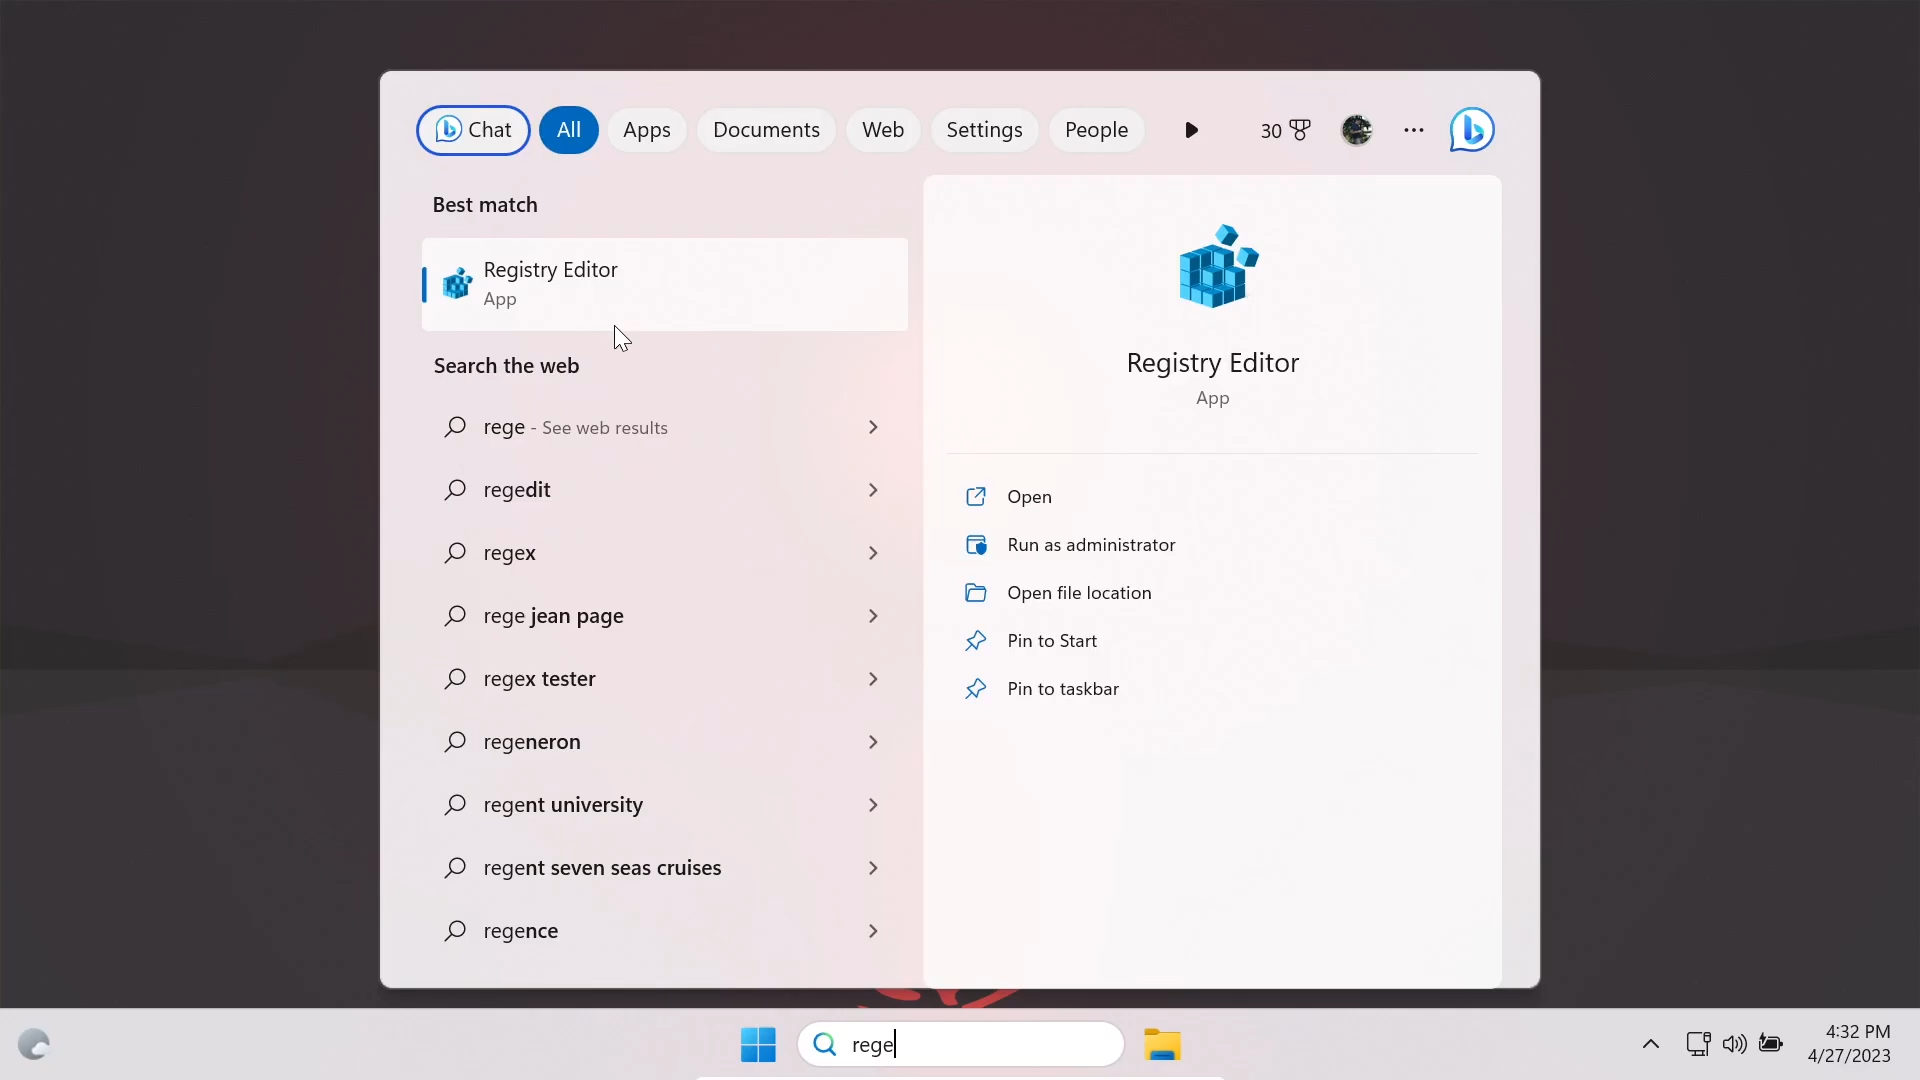 Chat
All
Apps
Documents
Web
Settings
People
30
Best match
Registry Editor
App
Search the web
rege - See web results
regedit
regex
rege jean page
regex tester
regeneron
regent university
regent seven seas cruises
regence
Registry Editor
App
Open
Run as administrator
Open file location
Pin to Start
Pin to taskbar
rege
4:32 PM
4/27/2023